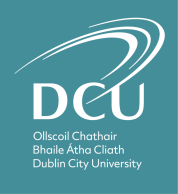 DCU
Ollscoil Chathair
Bhaile Átha Cliath
Dublin City University